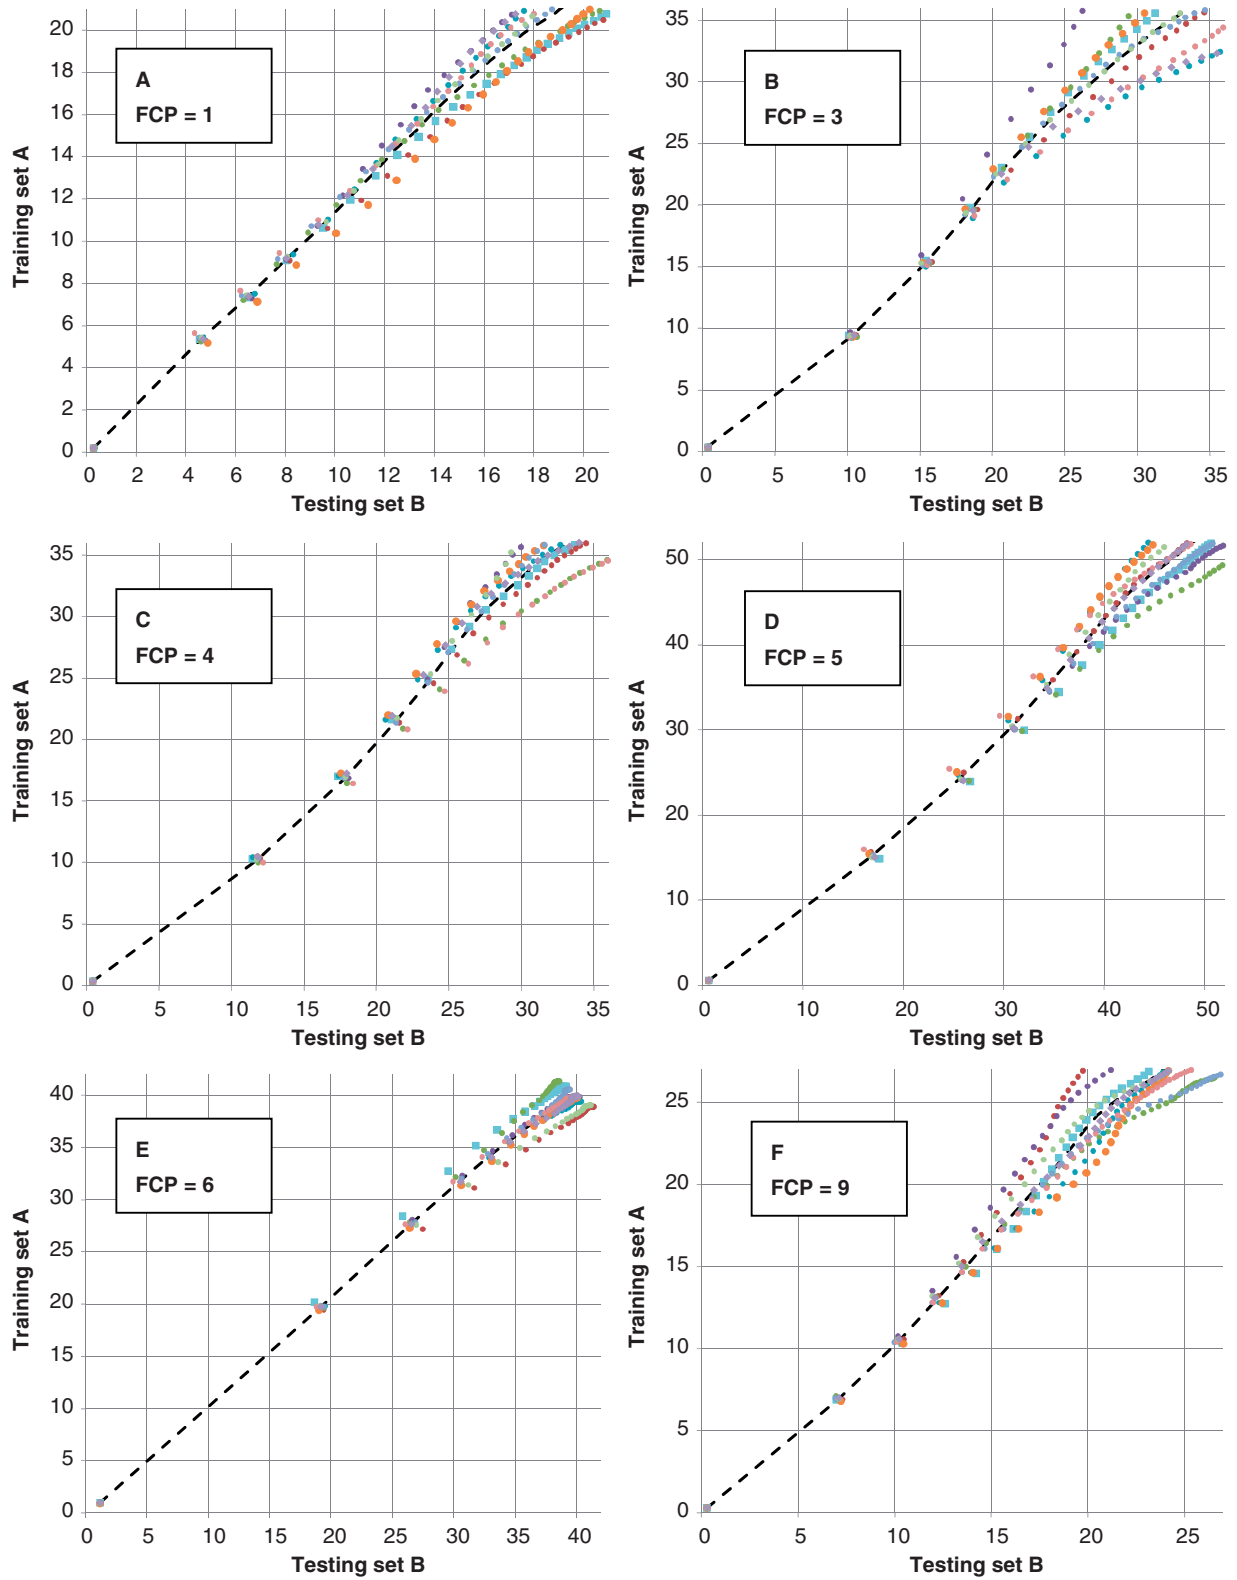 20
18
16
14
12
10
8
6
4
2
0
A
FCP = 1
Training set A
0 2 4 6 8 10 12 14 16 18 20
Testing set B
35
30
25
20
15
10
5
0
B
FCP = 3
Training set A
0 5 10 15 20 25 30 35
Testing set B
35
30
25
20
15
10
5
0
C
FCP = 4
Training set A
0 5 10 15 20 25 30 35
Testing set B
50
40
30
20
10
0
D
FCP = 5
Training set A
0 10 20 30 40 50
Testing set B
40
35
30
25
20
15
10
5
0
E
FCP = 6
Training set A
0 5 10 15 20 25 30 35 40
Testing set B
25
20
15
10
5
0
F
FCP = 9
Training set A
0 5 10 15 20 25
Testing set B